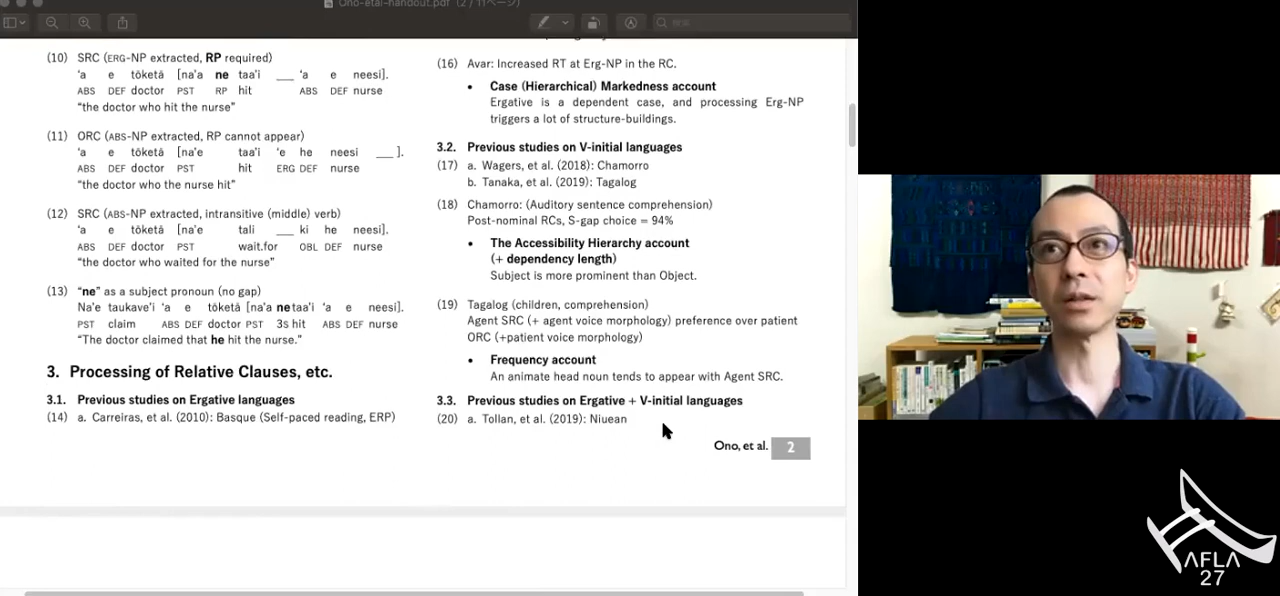 Ono-etal-handout.pdf (2 / 11ページ)
検索
(10) SRC (ERG-NP extracted, RP required)
'a e tōketā [na'a ne taa'i ___ 'a e neesi].
ABS DEF doctor PST RP hit ABS DEF nurse
"the doctor who hit the nurse"
(11) ORC (ABS-NP extracted, RP cannot appear)
'a e tōketā [na'e taa'i 'e he neesi ___ ].
ABS DEF doctor PST hit ERG DEF nurse
"the doctor who the nurse hit"
(12) SRC (ABS-NP extracted, intransitive (middle) verb)
'a e tōketā [na'e tali ___ ki he neesi].
ABS DEF doctor PST wait.for OBL DEF nurse
"the doctor who waited for the nurse"
(13) "ne" as a subject pronoun (no gap)
Na'e taukave'i 'a e tōketā [na'a ne taa'i 'a e neesi].
PST claim ABS DEF doctor PST 3S hit ABS DEF nurse
"The doctor claimed that he hit the nurse."
3. Processing of Relative Clauses, etc.
3.1. Previous studies on Ergative languages
(14) a. Carreiras, et al. (2010): Basque (Self-paced reading, ERP)
(16) Avar: Increased RT at Erg-NP in the RC.
• Case (Hierarchical) Markedness account
Ergative is a dependent case, and processing Erg-NP
triggers a lot of structure-buildings.
3.2. Previous studies on V-initial languages
(17) a. Wagers, et al. (2018): Chamorro
b. Tanaka, et al. (2019): Tagalog
(18) Chamorro: (Auditory sentence comprehension)
Post-nominal RCs, S-gap choice = 94%
• The Accessibility Hierarchy account
(+ dependency length)
Subject is more prominent than Object.
(19) Tagalog (children, comprehension)
Agent SRC (+ agent voice morphology) preference over patient
ORC (+patient voice morphology)
• Frequency account
An animate head noun tends to appear with Agent SRC.
3.3. Previous studies on Ergative + V-initial languages
(20) a. Tollan, et al. (2019): Niuean
Ono, et al. 2
AFLA
27